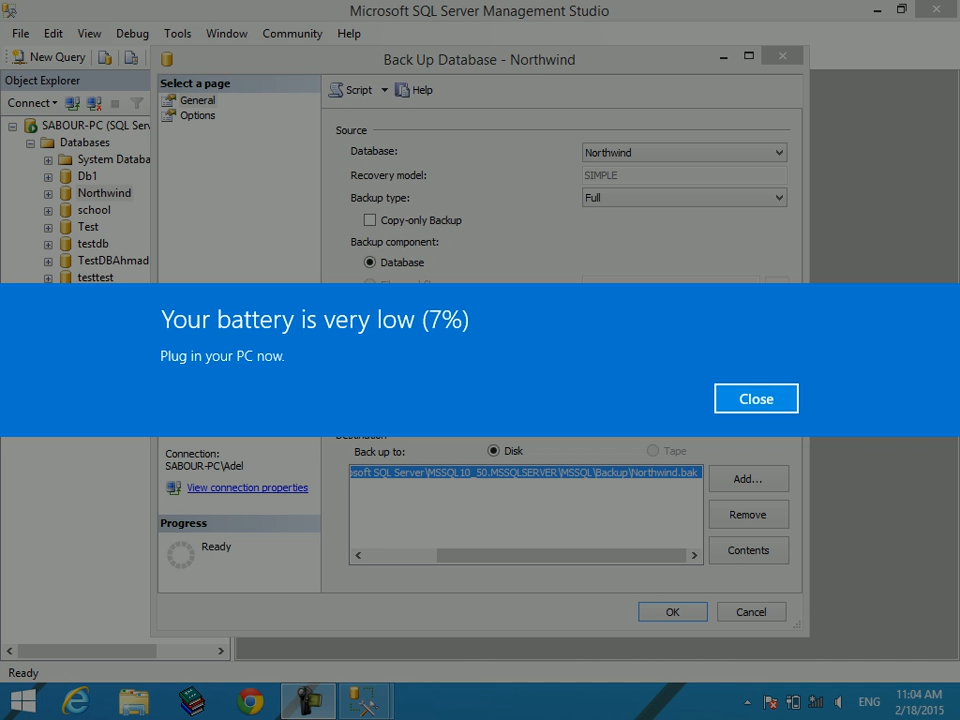 Microsoft SQL Server Management Studio
File Edit View Debug Tools Window Community Help
New Query
Back Up Database - Northwind
Object Explorer
Connect
SABOUR-PC (SQL Serv
Databases
System Databa
Db1
Northwind
school
Test
testdb
TestDBAhmad
testtest
Select a page
General
Options
Script Help
Source
Database: Northwind
Recovery model: SIMPLE
Backup type: Full
Copy-only Backup
Backup component:
Database
Your battery is very low (7%)
Plug in your PC now.
Close
Destination
Back up to: Disk Tape
osoft SQL Server\MSSQL10_50.MSSQLSERVER\MSSQL\Backup\Northwind.bak
Add...
Remove
Contents
Connection:
SABOUR-PC\Adel
View connection properties
Progress
Ready
OK Cancel
Ready
ENG
11:04 AM
2/18/2015